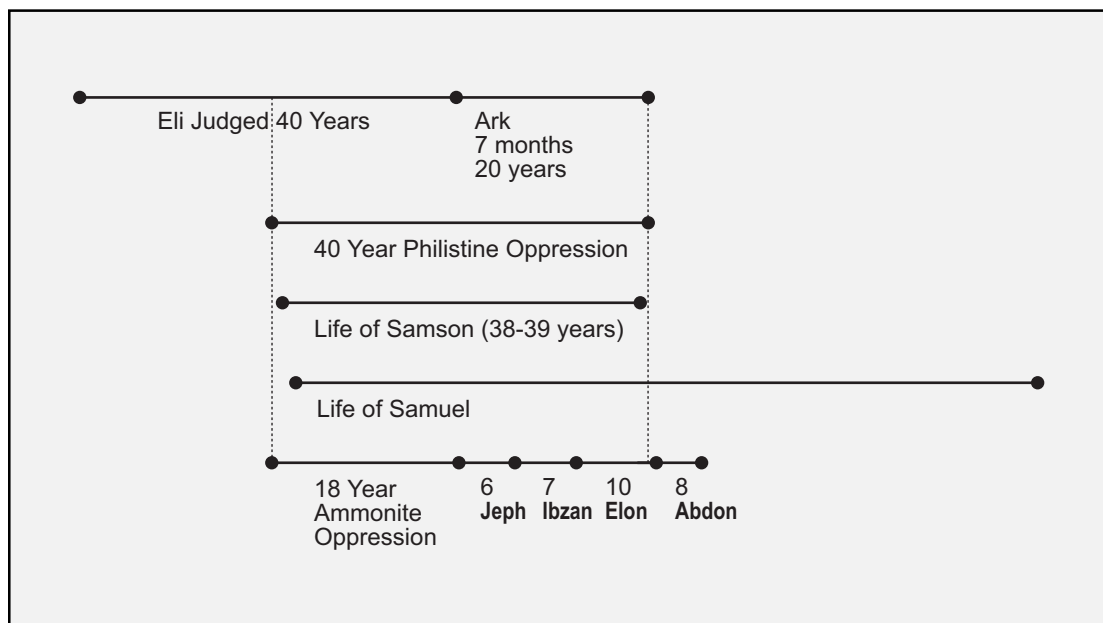 Eli Judged 40 Years
Ark
7 months
20 years
40 Year Philistine Oppression
Life of Samson (38-39 years)
Life of Samuel
18 Year
Ammonite
Oppression
6
Jeph
7
Ibzan
10
Elon
8
Abdon